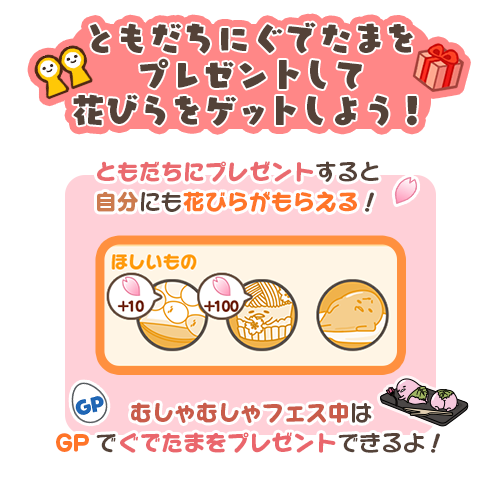 ともだちにぐでたまを
プレゼントして
花びらをゲットしよう！
ともだちにプレゼントすると
自分にも花びらがもらえる！
ほしいもの
+10
+100
GP
むしゃむしゃフェス中は
GPでぐでたまをプレゼントできるよ！